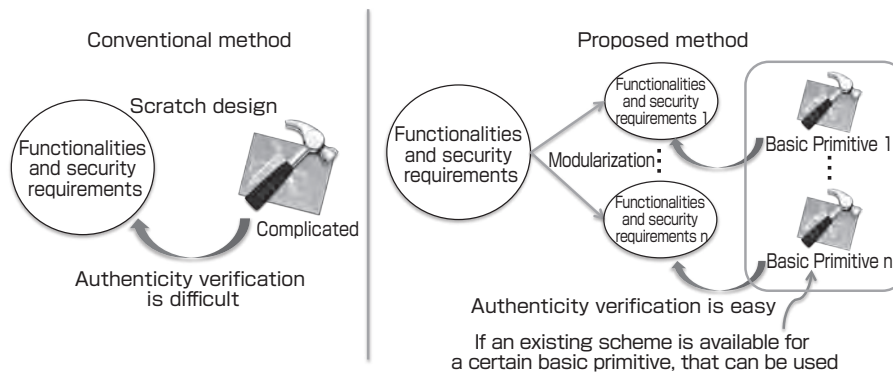 Conventional method
Scratch design
Functionalities
and security
requirements
Complicated
Authenticity verification
is difficult
Proposed method
Functionalities
and security
requirements
Modularization
Functionalities
and security
requirements 1
Functionalities
and security
requirements n
Basic Primitive 1
Basic Primitive n
Authenticity verification is easy
If an existing scheme is available for
a certain basic primitive, that can be used